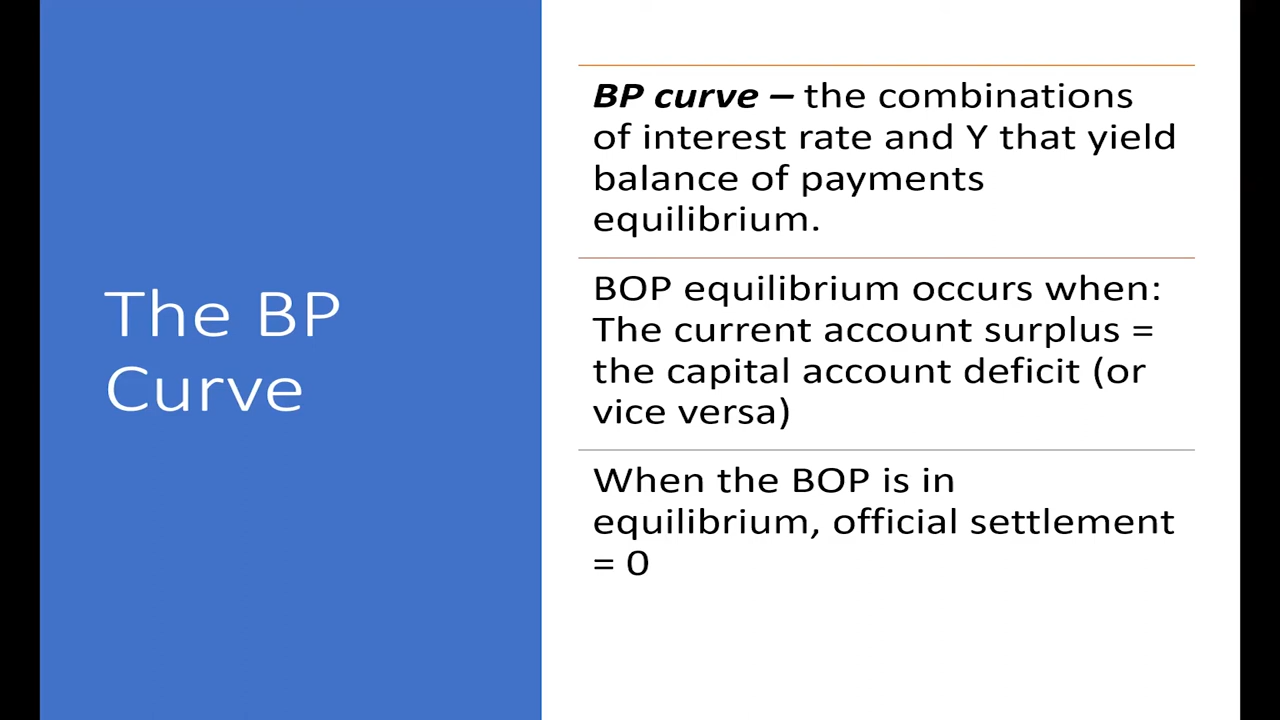 The BP
Curve
BP curve – the combinations
of interest rate and Y that yield
balance of payments
equilibrium.
BOP equilibrium occurs when:
The current account surplus =
the capital account deficit (or
vice versa)
When the BOP is in
equilibrium, official settlement
= 0